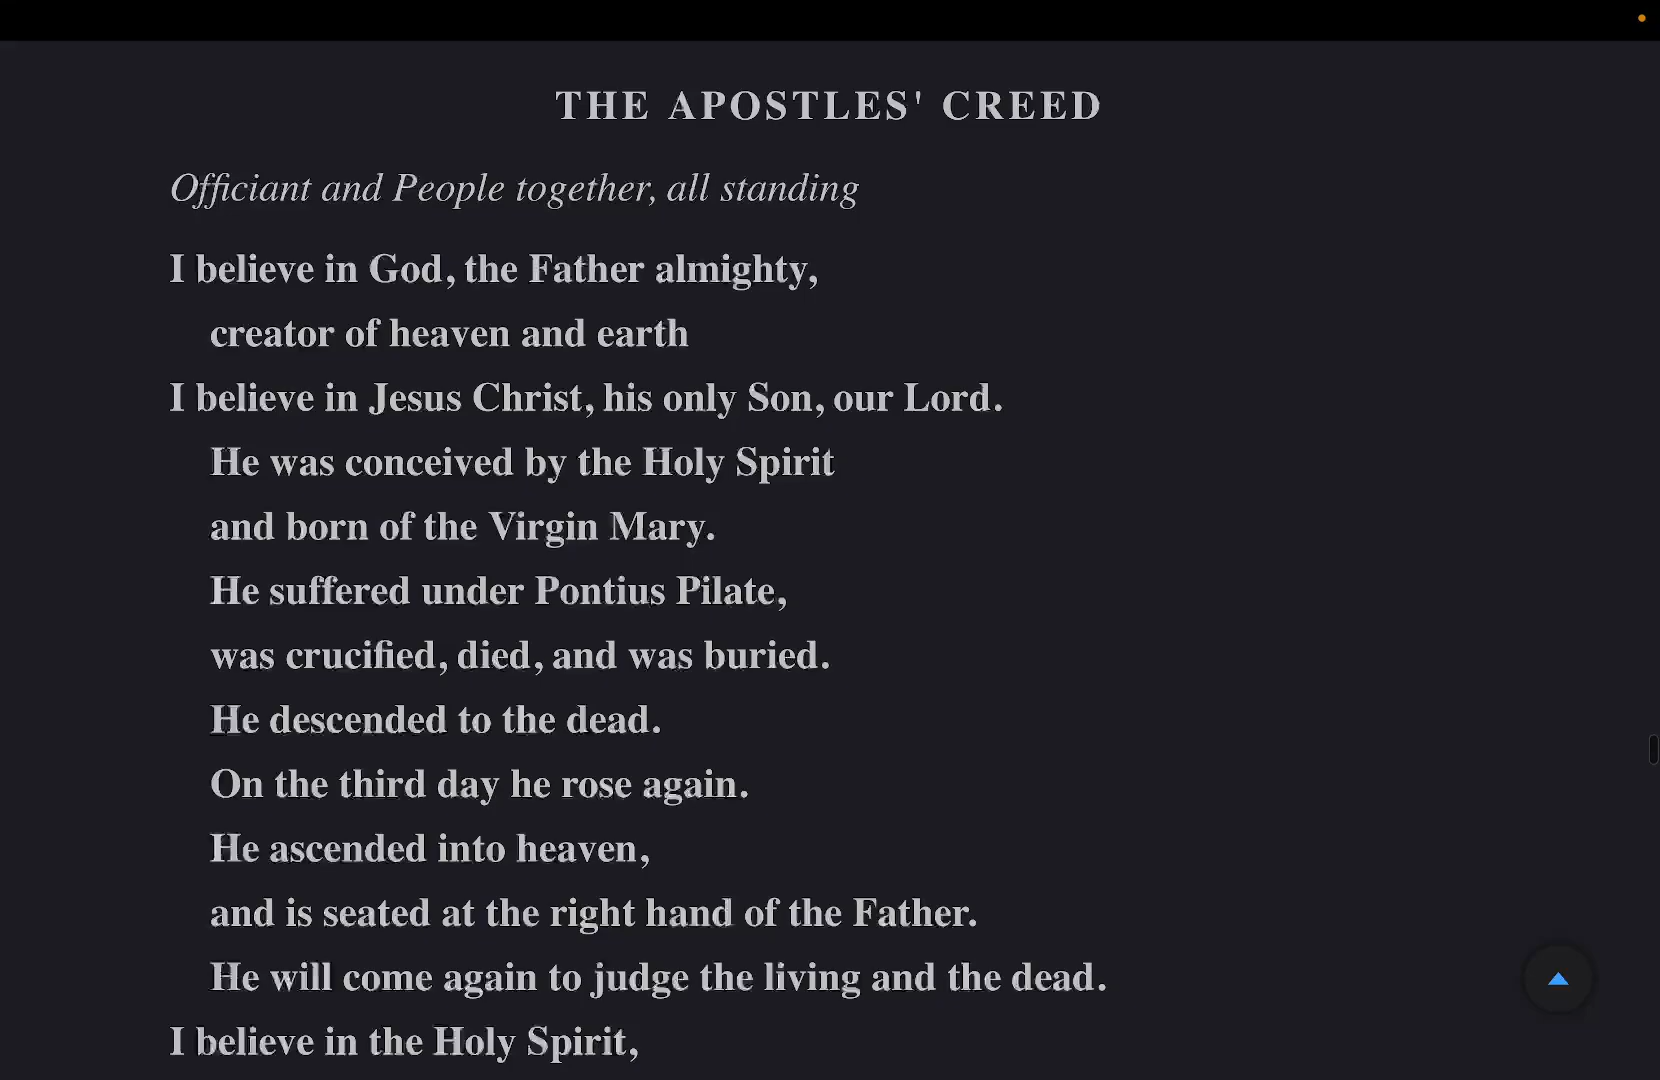 THE APOSTLES' CREED
Officiant and People together, all standing
I believe in God, the Father almighty,
creator of heaven and earth
I believe in Jesus Christ, his only Son, our Lord.
He was conceived by the Holy Spirit
and born of the Virgin Mary.
He suffered under Pontius Pilate,
was crucified, died, and was buried.
He descended to the dead.
On the third day he rose again.
He ascended into heaven,
and is seated at the right hand of the Father.
He will come again to judge the living and the dead.
I believe in the Holy Spirit,